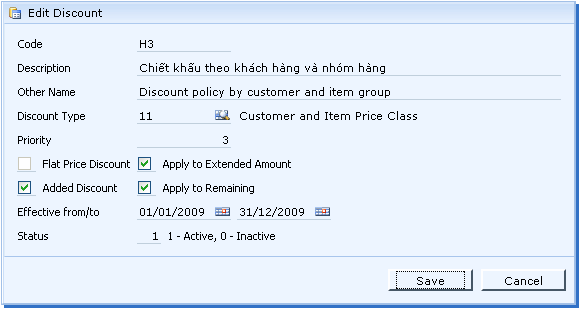 Edit Discount
Code H3
Description Chiết khấu theo khách hàng và nhóm hàng
Other Name Discount policy by customer and item group
Discount Type 11 Customer and Item Price Class
Priority 3
Flat Price Discount Apply to Extended Amount
Added Discount Apply to Remaining
Effective from/to 01/01/2009 31/12/2009
Status 1 1 - Active, 0 - Inactive
Save Cancel